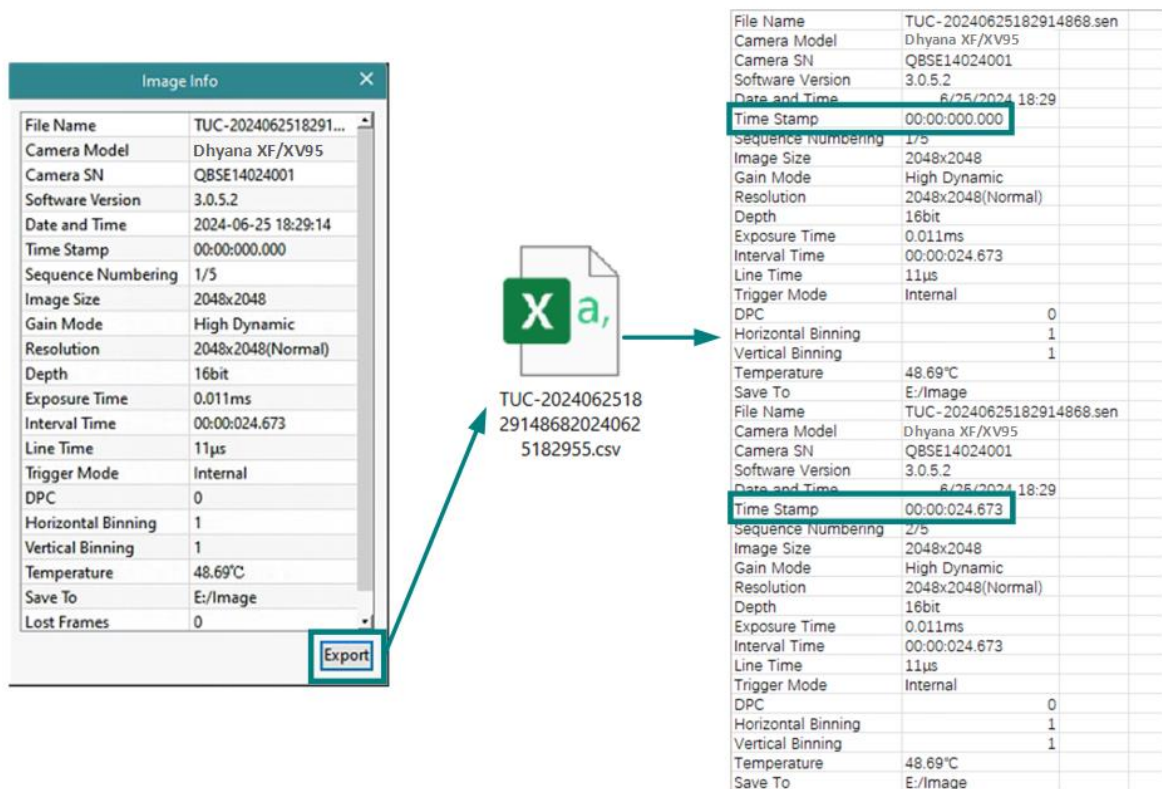 Image Info
File Name TUC-2024062518291...
Camera Model Dhyana XF/XV95
Camera SN QBSE14024001
Software Version 3.0.5.2
Date and Time 2024-06-25 18:29:14
Time Stamp 00:00:000.000
Sequence Numbering 1/5
Image Size 2048x2048
Gain Mode High Dynamic
Resolution 2048x2048(Normal)
Depth 16bit
Exposure Time 0.011ms
Interval Time 00:00:024.673
Line Time 11µs
Trigger Mode Internal
DPC 0
Horizontal Binning 1
Vertical Binning 1
Temperature 48.69℃
Save To E:/Image
Lost Frames 0
Export
X a,
TUC-2024062518
29148682024062
5182955.csv
File Name TUC-20240625182914868.sen
Camera Model Dhyana XF/XV95
Camera SN QBSE14024001
Software Version 3.0.5.2
Date and Time 6/25/2024 18:29
Time Stamp 00:00:000.000
Sequence Numbering 1/5
Image Size 2048x2048
Gain Mode High Dynamic
Resolution 2048x2048(Normal)
Depth 16bit
Exposure Time 0.011ms
Interval Time 00:00:024.673
Line Time 11µs
Trigger Mode Internal
DPC 0
Horizontal Binning 1
Vertical Binning 1
Temperature 48.69℃
Save To E:/Image
File Name TUC-20240625182914868.sen
Camera Model Dhyana XF/XV95
Camera SN QBSE14024001
Software Version 3.0.5.2
Date and Time 6/25/2024 18:29
Time Stamp 00:00:024.673
Sequence Numbering 2/5
Image Size 2048x2048
Gain Mode High Dynamic
Resolution 2048x2048(Normal)
Depth 16bit
Exposure Time 0.011ms
Interval Time 00:00:024.673
Line Time 11µs
Trigger Mode Internal
DPC 0
Horizontal Binning 1
Vertical Binning 1
Temperature 48.69℃
Save To E:/Image